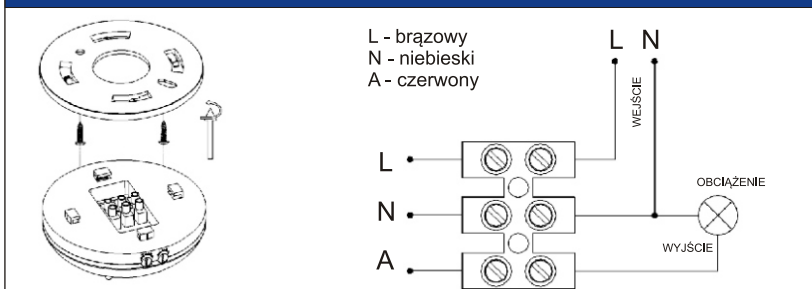 L - brązowy
N - niebieski
A - czerwony
L N
WEJŚCIE
L
N
A
OBCIĄŻENIE
WYJŚCIE